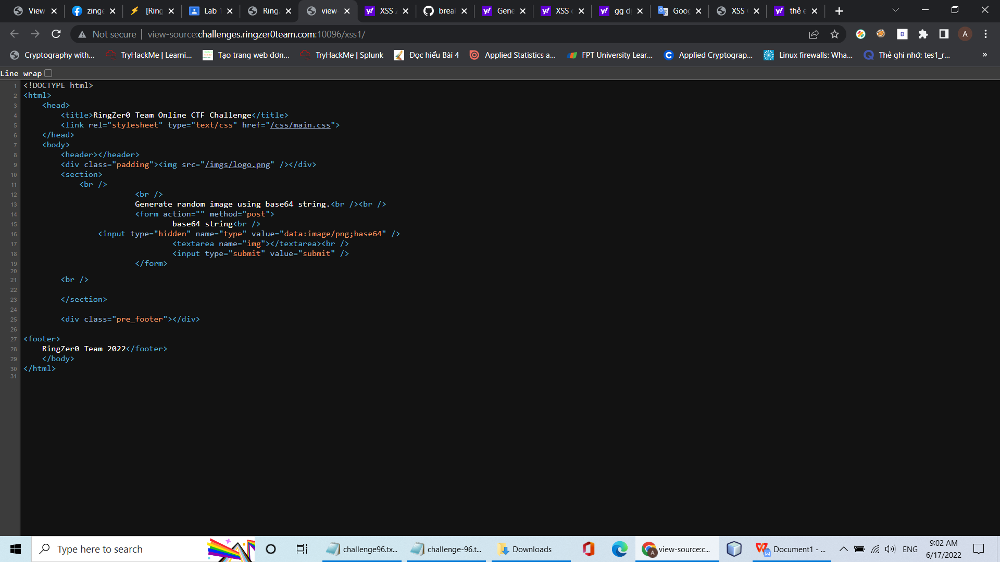 View
zinge
[Ring
Lab 1
Ring
view-
XSS
brea
Gene
XSS
gg di
Goog
XSS
thẻ
Not secure
view-source:challenges.ringzer0team.com:10096/xss1/
A
Cryptography with...
TryHackMe | Learni...
Tạo trang web đơn...
TryHackMe | Splunk
Đọc hiểu Bài 4
Applied Statistics a...
FPT University Lear...
Applied Cryptograp...
Linux firewalls: Wha...
Thẻ ghi nhớ: tes1_r...
»
Line wrap
1 <!DOCTYPE html>
2 <html>
3 <head>
4 <title>RingZer0 Team Online CTF Challenge</title>
5 <link rel="stylesheet" type="text/css" href="/css/main.css">
6 </head>
7 <body>
8 <header></header>
9 <div class="padding"><img src="/imgs/logo.png" /></div>
10 <section>
11 <br />
12 <br />
13 Generate random image using base64 string.<br /><br />
14 <form action="" method="post">
15 base64 string<br />
16 <input type="hidden" name="type" value="data:image/png;base64" />
17 <textarea name="img"></textarea><br />
18 <input type="submit" value="submit" />
19 </form>
20
21 <br />
22
23 </section>
24
25 <div class="pre_footer"></div>
26
27 <footer>
28 RingZer0 Team 2022</footer>
29 </body>
30 </html>
31
Type here to search
challenge96.tx...
challenge-96.t...
Downloads
view-source:c...
Document1 - ...
ENG
9:02 AM
6/17/2022